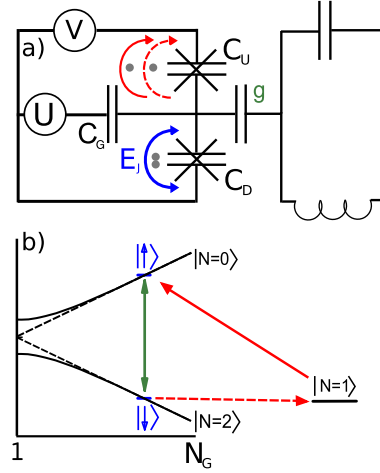 a)
V
C_U
U
C_G
g
E_J
C_D
b)
|↑⟩
|N=0⟩
|N=1⟩
|↓⟩
|N=2⟩
1
N_G